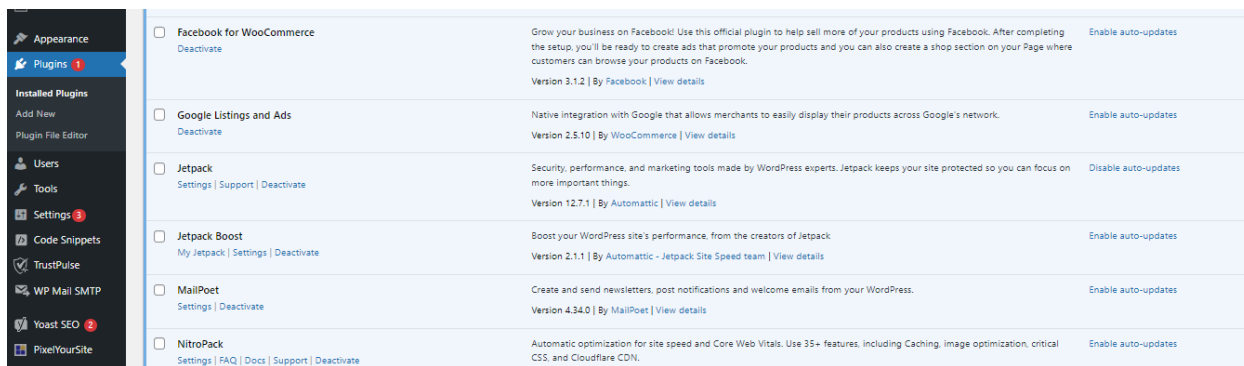 Appearance
Plugins 1
Installed Plugins
Add New
Plugin File Editor
Users
Tools
Settings 3
Code Snippets
TrustPulse
WP Mail SMTP
Yoast SEO 2
PixelYourSite
Facebook for WooCommerce
Deactivate
Grow your business on Facebook! Use this official plugin to help sell more of your products using Facebook. After completing
the setup, you'll be ready to create ads that promote your products and you can also create a shop section on your Page where
customers can browse your products on Facebook.
Version 3.1.2 | By Facebook | View details
Enable auto-updates
Google Listings and Ads
Deactivate
Native integration with Google that allows merchants to easily display their products across Google's network.
Version 2.5.10 | By WooCommerce | View details
Enable auto-updates
Jetpack
Settings | Support | Deactivate
Security, performance, and marketing tools made by WordPress experts. Jetpack keeps your site protected so you can focus on
more important things.
Version 12.7.1 | By Automattic | View details
Disable auto-updates
Jetpack Boost
My Jetpack | Settings | Deactivate
Boost your WordPress site's performance, from the creators of Jetpack
Version 2.1.1 | By Automattic - Jetpack Site Speed team | View details
Enable auto-updates
MailPoet
Settings | Deactivate
Create and send newsletters, post notifications and welcome emails from your WordPress.
Version 4.34.0 | By MailPoet | View details
Enable auto-updates
NitroPack
Settings | FAQ | Docs | Support | Deactivate
Automatic optimization for site speed and Core Web Vitals. Use 35+ features, including Caching, image optimization, critical
CSS, and Cloudflare CDN.
Enable auto-updates